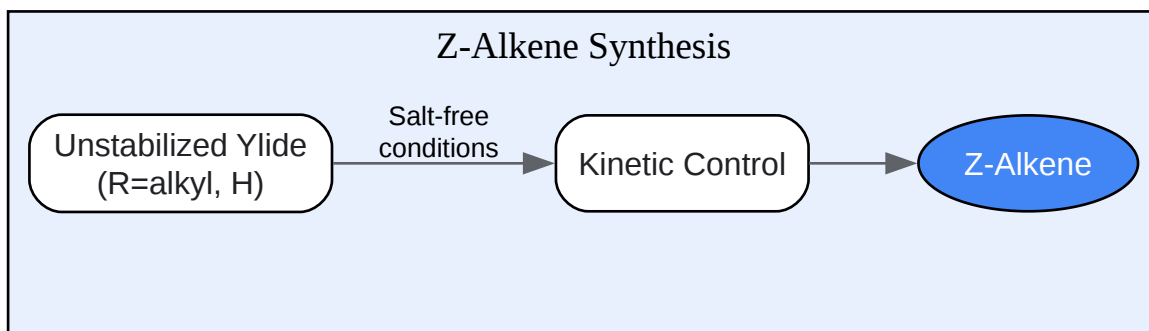 Z-Alkene Synthesis
Salt-free
conditions
Unstabilized Ylide
(R=alkyl, H)
Kinetic Control
Z-Alkene